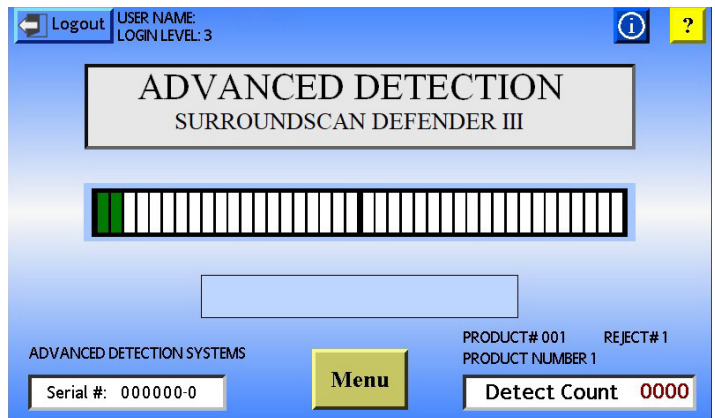 Logout
USER NAME:
LOGIN LEVEL: 3
i
?
ADVANCED DETECTION
SURROUNDSCAN DEFENDER III
PRODUCT# 001 REJECT# 1
ADVANCED DETECTION SYSTEMS
PRODUCT NUMBER 1
Menu
Serial #: 000000-0
Detect Count 0000